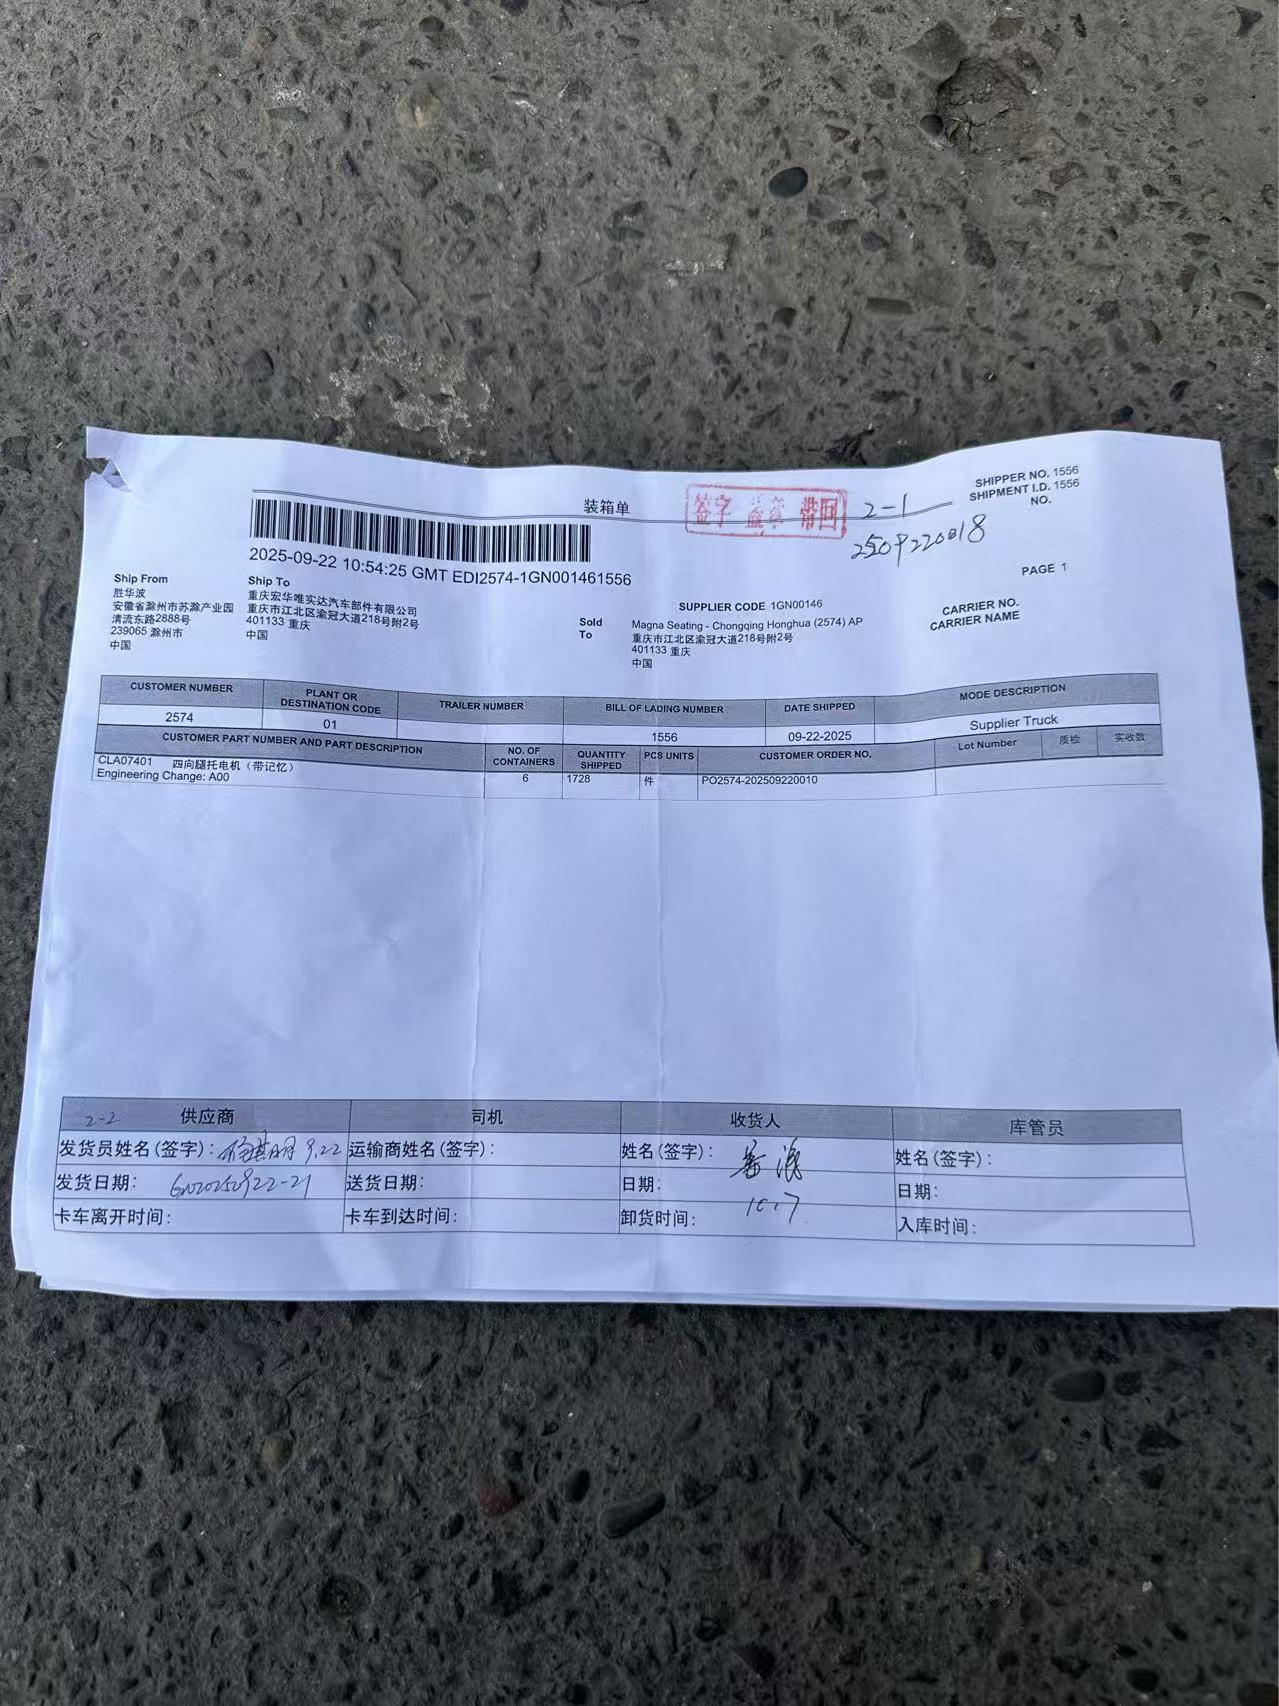 装箱单
签字 盖章 带回
2-1
2509220018
SHIPPER NO. 1556
SHIPMENT I.D. 1556
NO.
2025-09-22 10:54:25 GMT EDI2574-1GN001461556
PAGE 1
Ship From
胜华波
安徽省滁州市苏滁产业园
清流东路2888号
239065 滁州市
中国
Ship To
重庆宏华唯实达汽车部件有限公司
重庆市江北区渝冠大道218号附2号
401133 重庆
中国
SUPPLIER CODE 1GN00146
Sold To
Magna Seating - Chongqing Honghua (2574) AP
重庆市江北区渝冠大道218号附2号
401133 重庆
中国
CARRIER NO.
CARRIER NAME
CUSTOMER NUMBER PLANT OR DESTINATION CODE TRAILER NUMBER BILL OF LADING NUMBER DATE SHIPPED MODE DESCRIPTION
2574 01 1556 09-22-2025 Supplier Truck
CUSTOMER PART NUMBER AND PART DESCRIPTION NO. OF CONTAINERS QUANTITY SHIPPED PCS UNITS CUSTOMER ORDER NO. Lot Number 质检 实收数
CLA07401 四向腿托电机（带记忆） 6 1728 件 PO2574-202509220010
Engineering Change: A00
2-2 供应商 司机 收货人 库管员
发货员姓名(签字): 9.22 运输商姓名(签字): 姓名(签字): 姓名(签字):
发货日期: 送货日期: 日期: 10.7 日期:
卡车离开时间: 卡车到达时间: 卸货时间: 入库时间: